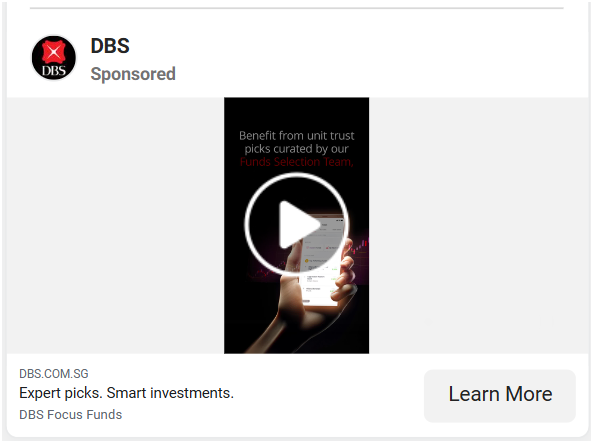 DBS
DBS
Sponsored
Benefit from unit trust
picks curated by our
Funds Selection Team,
DBS.COM.SG
Expert picks. Smart investments.
DBS Focus Funds
Learn More